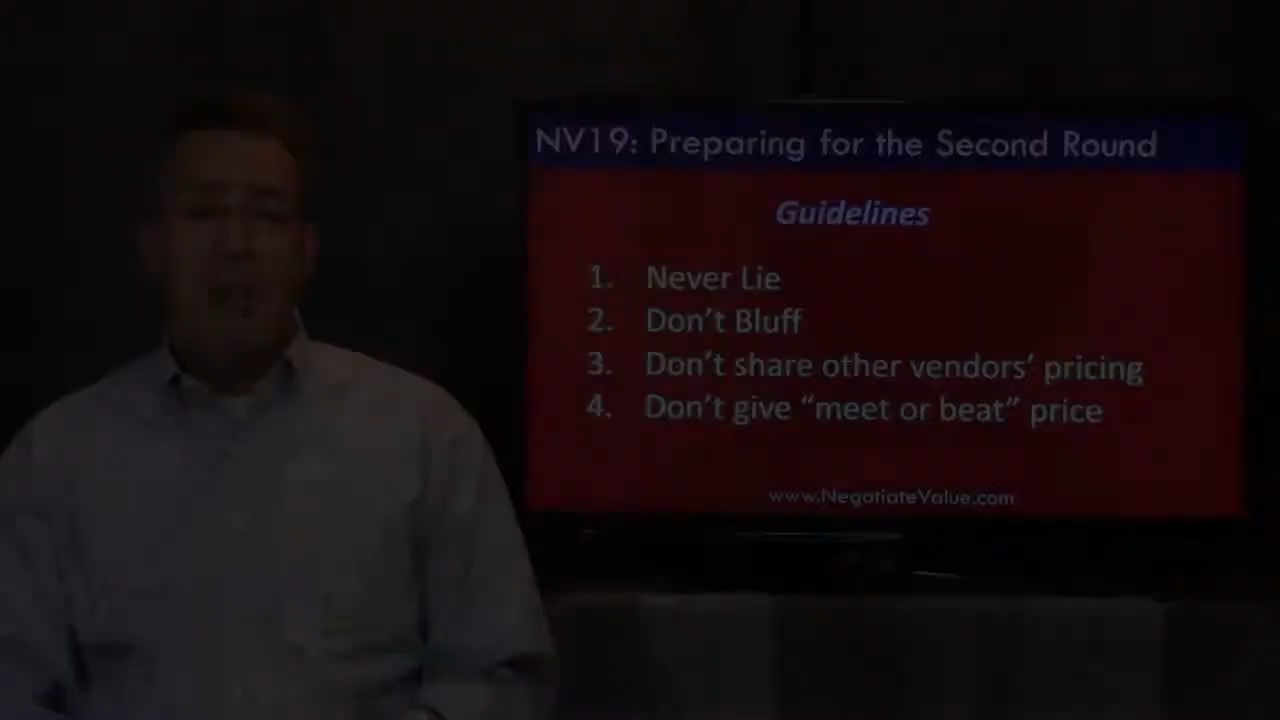 NV19: Preparing for the Second Round
Guidelines
1. Never Lie
2. Don't Bluff
3. Don't share other vendors' pricing
4. Don't give "meet or beat" price
www.NegotiateValue.com